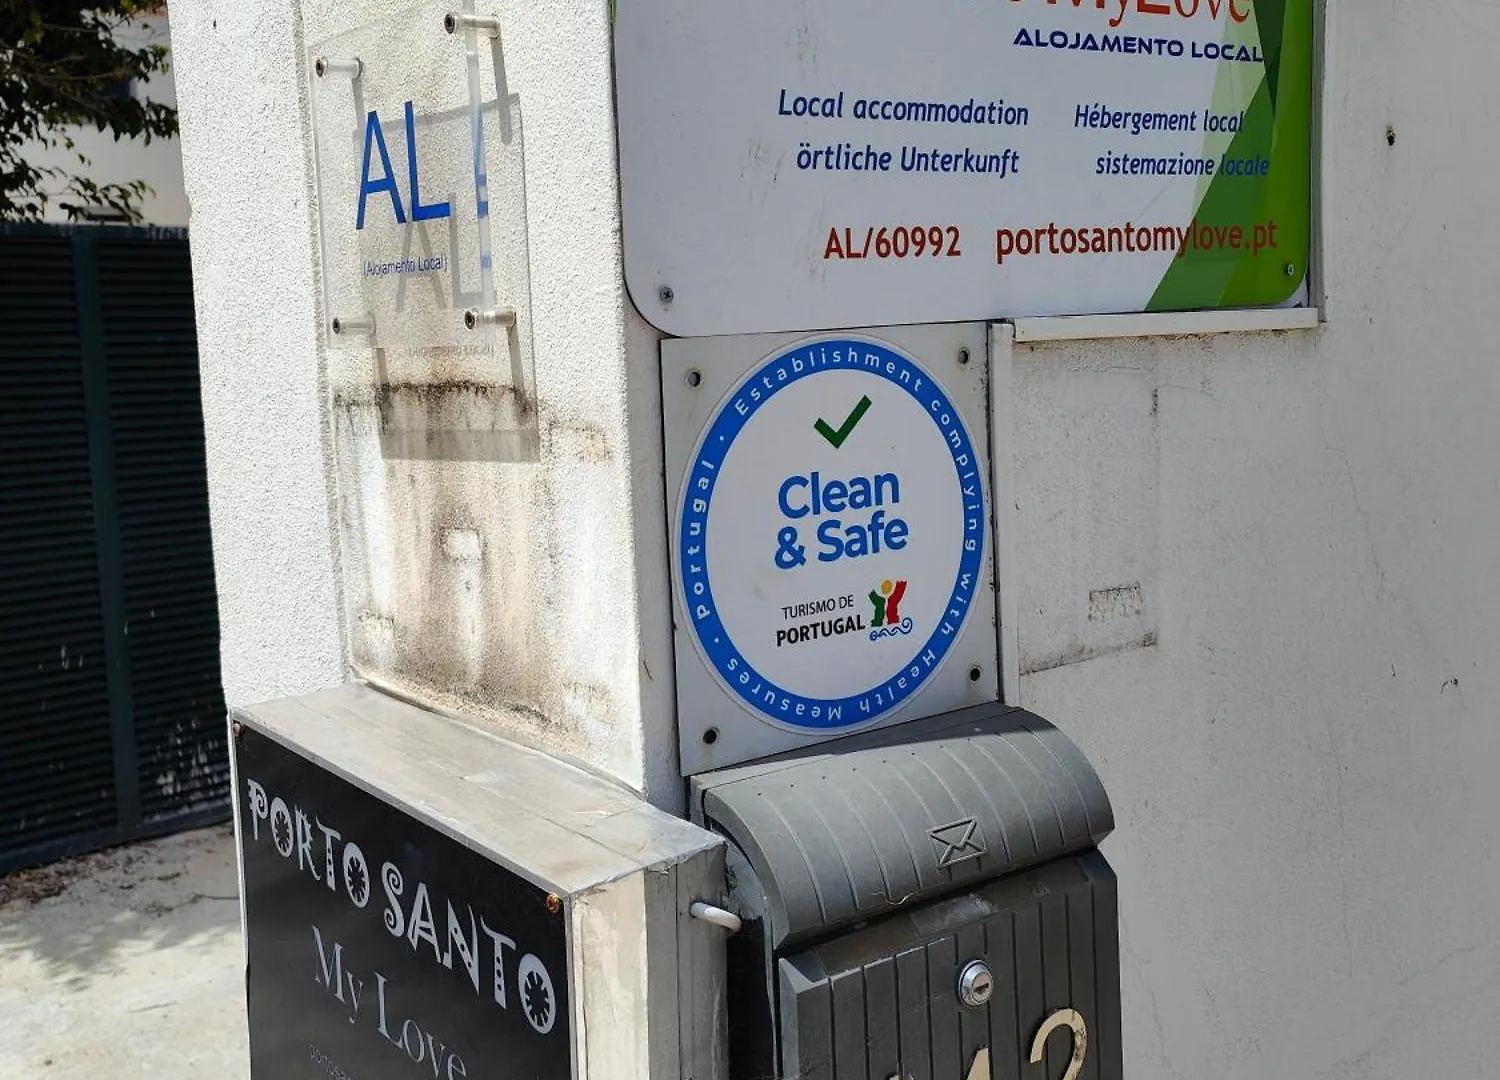 MyLove
ALOJAMENTO LOCAL
Local accommodation
Hébergement local
örtliche Unterkunft
sistemazione locale
AL/60992
portosantomylove.pt
AL
(Alojamento Local)
Portugal · Establishment complying with Health Measures ·
Clean
& Safe
TURISMO DE
PORTUGAL
PORTO SANTO
My Love